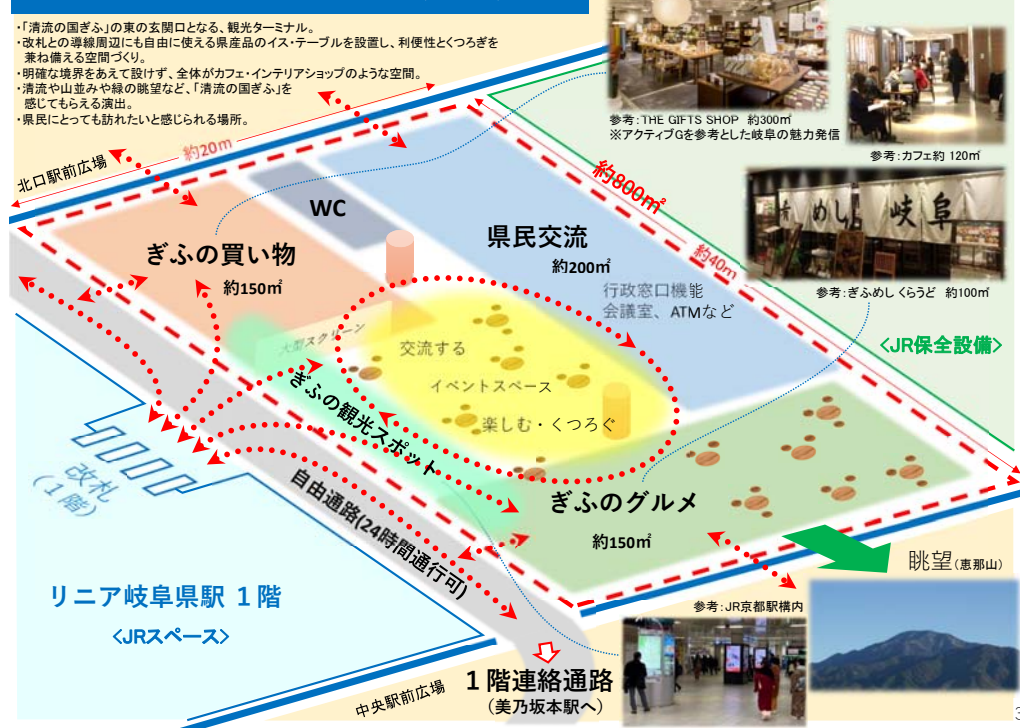 ・「清流の国ぎふ」の東の玄関口となる、観光ターミナル。
・改札との導線周辺にも自由に使える県産品のイス・テーブルを設置し、利便性とくつろぎを
兼ね備える空間づくり。
・明確な境界をあえて設けず、全体がカフェ・インテリアショップのような空間。
・清流や山並みや緑の眺望など、「清流の国ぎふ」を
感じてもらえる演出。
・県民にとっても訪れたいと感じられる場所。
参考：THE GIFTS SHOP 約300㎡
※アクティブGを参考とした岐阜の魅力発信
参考：カフェ約 120㎡
めし 岐阜
参考：ぎふめし くらうど 約100㎡
北口駅前広場
約20m
約800㎡
約40m
WC
ぎふの買い物
約150㎡
県民交流
約200㎡
行政窓口機能
会議室、ATMなど
<JR保全設備>
大型スクリーン
交流する
イベントスペース
楽しむ・くつろぐ
ぎふの観光スポット
ぎふのグルメ
約150㎡
改札
(1階)
自由通路(24時間通行可)
眺望(恵那山)
リニア岐阜県駅 1階
<JRスペース>
参考：JR京都駅構内
1階連絡通路
(美乃坂本駅へ)
中央駅前広場